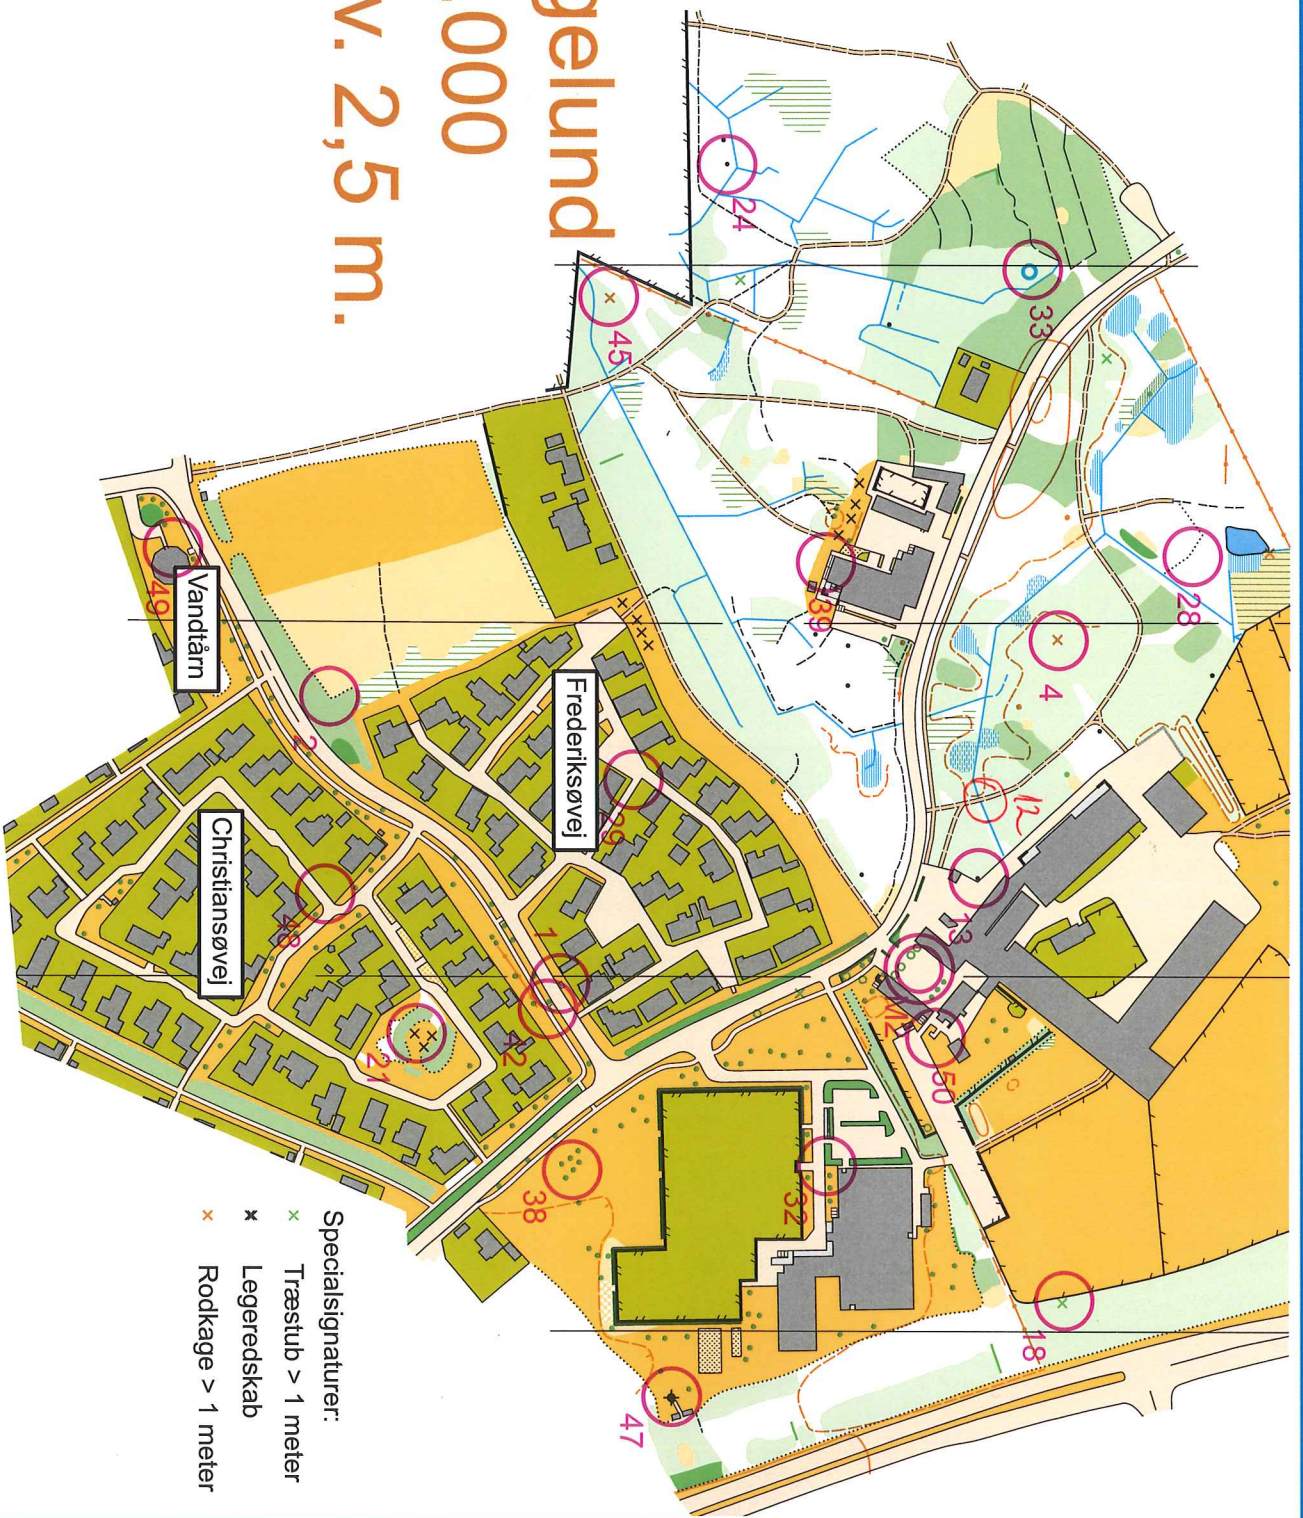 gelund
000
v. 2,5 m.
24
33
45
28
39
4
12
49
Vandtårn
2
Frederiksøvej
29
13
Christiansøvej
48
1
M2
42
50
21
38
32
18
47
Specialsignaturer:
× Træstub > 1 meter
× Legeredskab
× Rodkage > 1 meter